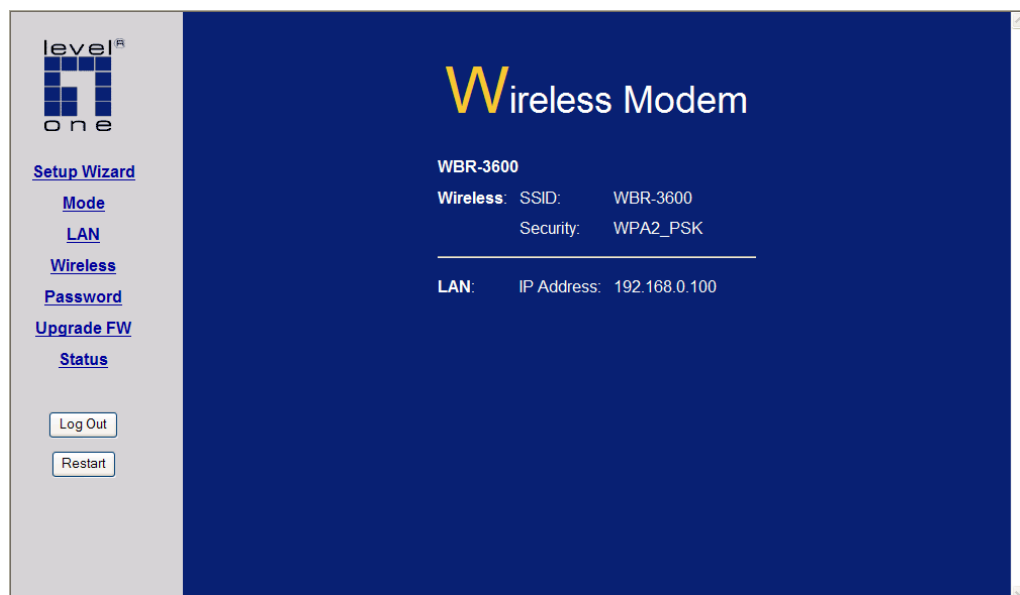 level®
one
Setup Wizard
Mode
LAN
Wireless
Password
Upgrade FW
Status
Log Out
Restart
Wireless Modem
WBR-3600
Wireless: SSID: WBR-3600
Security: WPA2_PSK
LAN: IP Address: 192.168.0.100